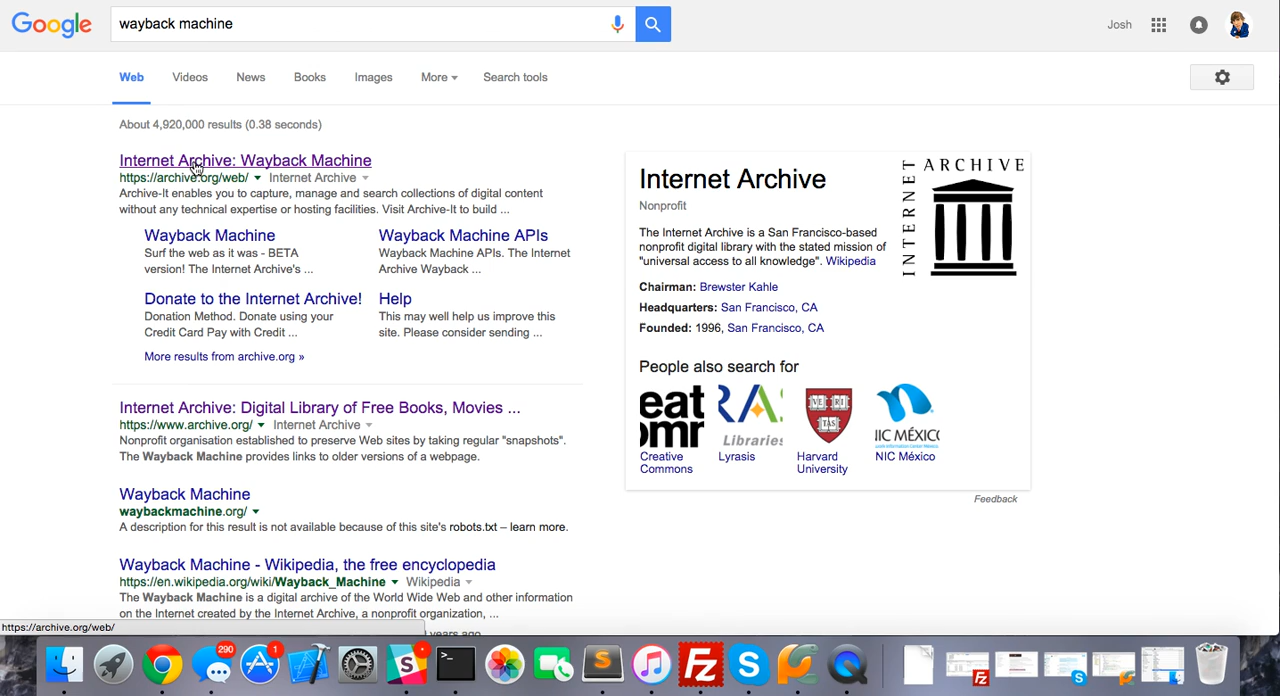 Google
wayback machine
Josh
Web Videos News Books Images More Search tools
About 4,920,000 results (0.38 seconds)
Internet Archive: Wayback Machine
https://archive.org/web/ Internet Archive
Archive-It enables you to capture, manage and search collections of digital content
without any technical expertise or hosting facilities. Visit Archive-It to build ...
Wayback Machine
Surf the web as it was - BETA
version! The Internet Archive's ...
Wayback Machine APIs
Wayback Machine APIs. The Internet
Archive Wayback ...
Donate to the Internet Archive!
Donation Method. Donate using your
Credit Card Pay with Credit ...
Help
This may well help us improve this
site. Please consider sending ...
More results from archive.org »
Internet Archive: Digital Library of Free Books, Movies ...
https://www.archive.org/ Internet Archive
Nonprofit organisation established to preserve Web sites by taking regular "snapshots".
The Wayback Machine provides links to older versions of a webpage.
Wayback Machine
waybackmachine.org/
A description for this result is not available because of this site's robots.txt – learn more.
Wayback Machine - Wikipedia, the free encyclopedia
https://en.wikipedia.org/wiki/Wayback_Machine Wikipedia
The Wayback Machine is a digital archive of the World Wide Web and other information
on the Internet created by the Internet Archive, a nonprofit organization, ...
years ago
https://archive.org/web/
Internet Archive
Nonprofit
INTERNET
ARCHIVE
The Internet Archive is a San Francisco-based
nonprofit digital library with the stated mission of
"universal access to all knowledge". Wikipedia
Chairman: Brewster Kahle
Headquarters: San Francisco, CA
Founded: 1996, San Francisco, CA
People also search for
eat
omr
Creative
Commons
Libraries
Lyrasis
VE RI
TAS
Harvard
University
NIC México
Feedback
290
1